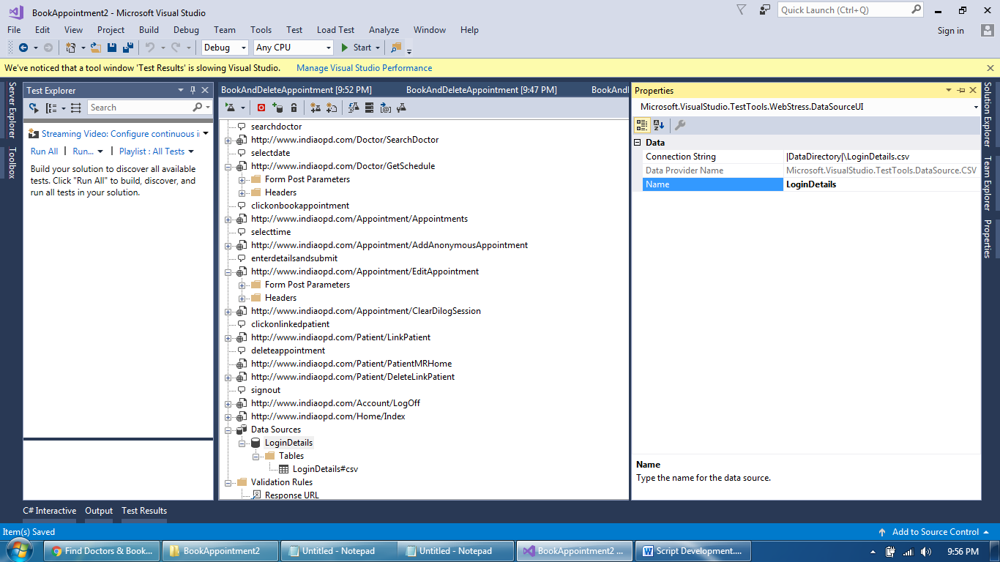 BookAppointment2 - Microsoft Visual Studio
Quick Launch (Ctrl+Q)
File Edit View Project Build Debug Team Tools Test Load Test Analyze Window Help
Sign in
Debug Any CPU Start
We've noticed that a tool window 'Test Results' is slowing Visual Studio. Manage Visual Studio Performance
Server Explorer
Toolbox
Test Explorer
Search
Streaming Video: Configure continuous i
Run All | Run... | Playlist : All Tests
Build your solution to discover all available
tests. Click "Run All" to build, discover, and
run all tests in your solution.
BookAndDeleteAppointment [9:52 PM] BookAndDeleteAppointment [9:47 PM] BookAndI
searchdoctor
http://www.indiaopd.com/Doctor/SearchDoctor
selectdate
http://www.indiaopd.com/Doctor/GetSchedule
Form Post Parameters
Headers
clickonbookappointment
http://www.indiaopd.com/Appointment/Appointments
selecttime
http://www.indiaopd.com/Appointment/AddAnonymousAppointment
enterdetailsandsubmit
http://www.indiaopd.com/Appointment/EditAppointment
Form Post Parameters
Headers
http://www.indiaopd.com/Appointment/ClearDilogSession
clickonlinkedpatient
http://www.indiaopd.com/Patient/LinkPatient
deleteappointment
http://www.indiaopd.com/Patient/PatientMRHome
http://www.indiaopd.com/Patient/DeleteLinkPatient
signout
http://www.indiaopd.com/Account/LogOff
http://www.indiaopd.com/Home/Index
Data Sources
LoginDetails
Tables
LoginDetails#csv
Validation Rules
Response URL
Properties
Microsoft.VisualStudio.TestTools.WebStress.DataSourceUI
Data
Connection String |DataDirectory|\LoginDetails.csv
Data Provider Name Microsoft.VisualStudio.TestTools.DataSource.CSV
Name LoginDetails
Name
Type the name for the data source.
Solution Explorer
Team Explorer
Properties
C# Interactive Output Test Results
Item(s) Saved
Add to Source Control
Find Doctors & Book... BookAppointment2 Untitled - Notepad Untitled - Notepad BookAppointment2 ... Script Development.... 9:56 PM